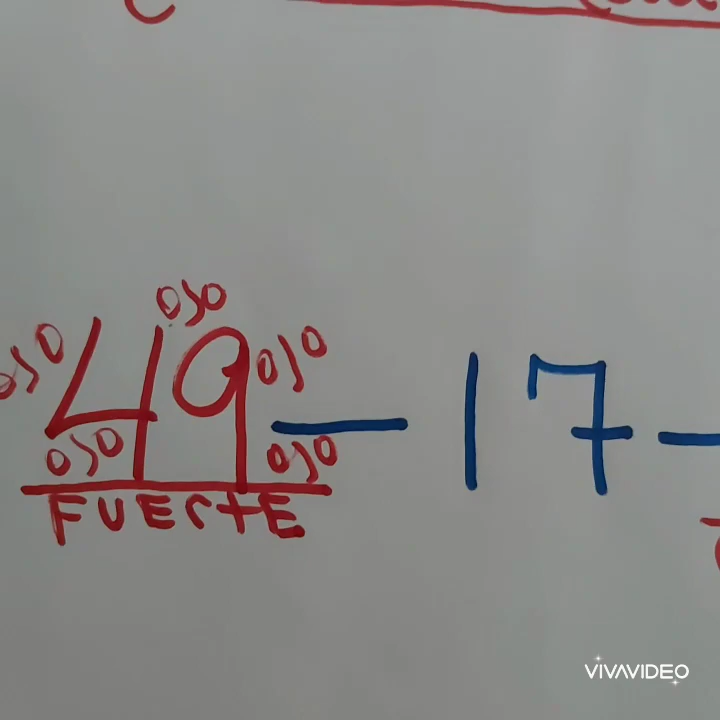 ojo
ojo 49 ojo — 17 —
ojo ojo
FUERTE
VIVAVIDEO